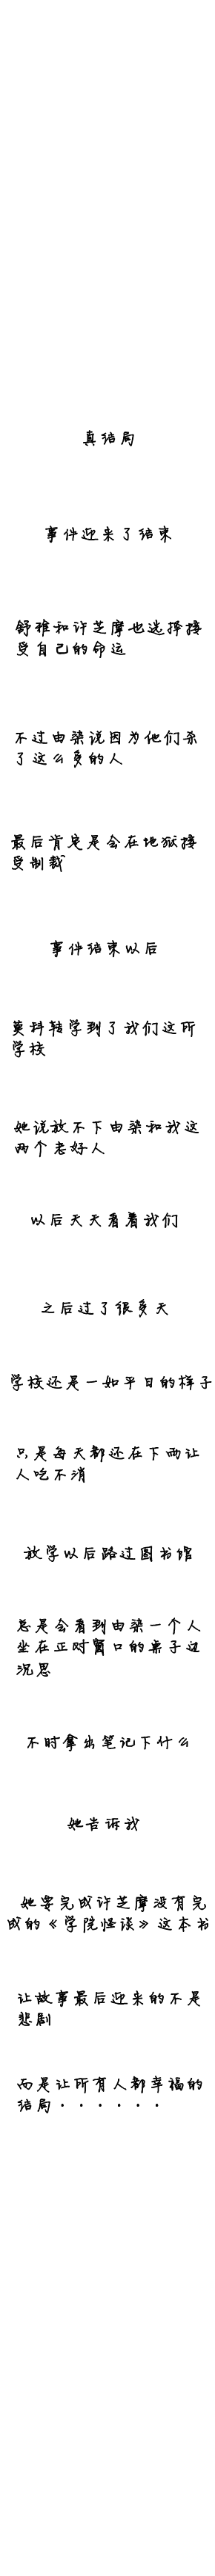 真结局
事件迎来了结束
舒雅和许芝摩也选择接
受自己的命运
不过由染说因为他们杀
了这么多的人
最后肯定是会在地狱接
受制裁
事件结束以后
莫抖转学到了我们这所
学校
她说放不下由染和我这
两个老好人
以后天天看着我们
之后过了很多天
学校还是一如平日的样子
只是每天都还在下雨让
人吃不消
放学以后路过图书馆
总是会看到由染一个人
坐在正对窗口的桌子边
沉思
不时拿出笔记下什么
她告诉我
她要完成许芝摩没有完
成的《学院怪谈》这本书
让故事最后迎来的不是
悲剧
而是让所有人都幸福的
结局······